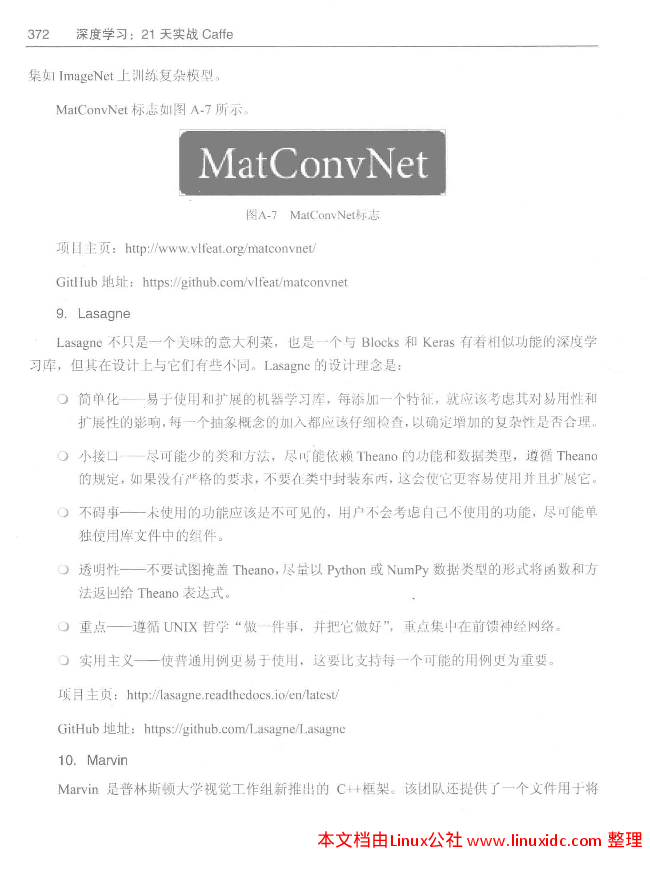 372 深度学习：21 天实战 Caffe
集如 ImageNet 上训练复杂模型。
MatConvNet 标志如图 A-7 所示。
MatConvNet
图A-7 MatConvNet标志
项目主页：http://www.vlfeat.org/matconvnet/
GitHub 地址：https://github.com/vlfeat/matconvnet
9. Lasagne
Lasagne 不只是一个美味的意大利菜，也是一个与 Blocks 和 Keras 有着相似功能的深度学
习库，但其在设计上与它们有些不同。Lasagne 的设计理念是：
❍ 简单化——易于使用和扩展的机器学习库，每添加一个特征，就应该考虑其对易用性和
扩展性的影响，每一个抽象概念的加入都应该仔细检查，以确定增加的复杂性是否合理。
❍ 小接口——尽可能少的类和方法，尽可能依赖 Theano 的功能和数据类型，遵循 Theano
的规定，如果没有严格的要求，不要在类中封装东西，这会使它更容易使用并且扩展它。
❍ 不碍事——未使用的功能应该是不可见的，用户不会考虑自己不使用的功能，尽可能单
独使用库文件中的组件。
❍ 透明性——不要试图掩盖 Theano，尽量以 Python 或 NumPy 数据类型的形式将函数和方
法返回给 Theano 表达式。
❍ 重点——遵循 UNIX 哲学“做一件事，并把它做好”，重点集中在前馈神经网络。
❍ 实用主义——使普通用例更易于使用，这要比支持每一个可能的用例更为重要。
项目主页：http://lasagne.readthedocs.io/en/latest/
GitHub 地址：https://github.com/Lasagne/Lasagne
10. Marvin
Marvin 是普林斯顿大学视觉工作组新推出的 C++框架。该团队还提供了一个文件用于将
本文档由Linux公社 www.linuxidc.com 整理